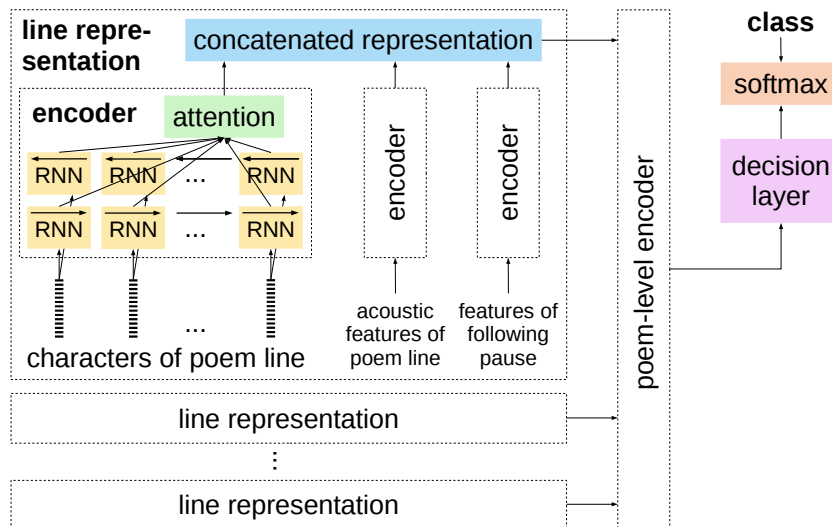 line repre-
sentation
concatenated representation
encoder
attention
RNN
RNN
...
RNN
RNN
RNN
...
RNN
...
characters of poem line
encoder
acoustic
features of
poem line
encoder
features of
following
pause
line representation
...
line representation
poem-level encoder
class
softmax
decision
layer